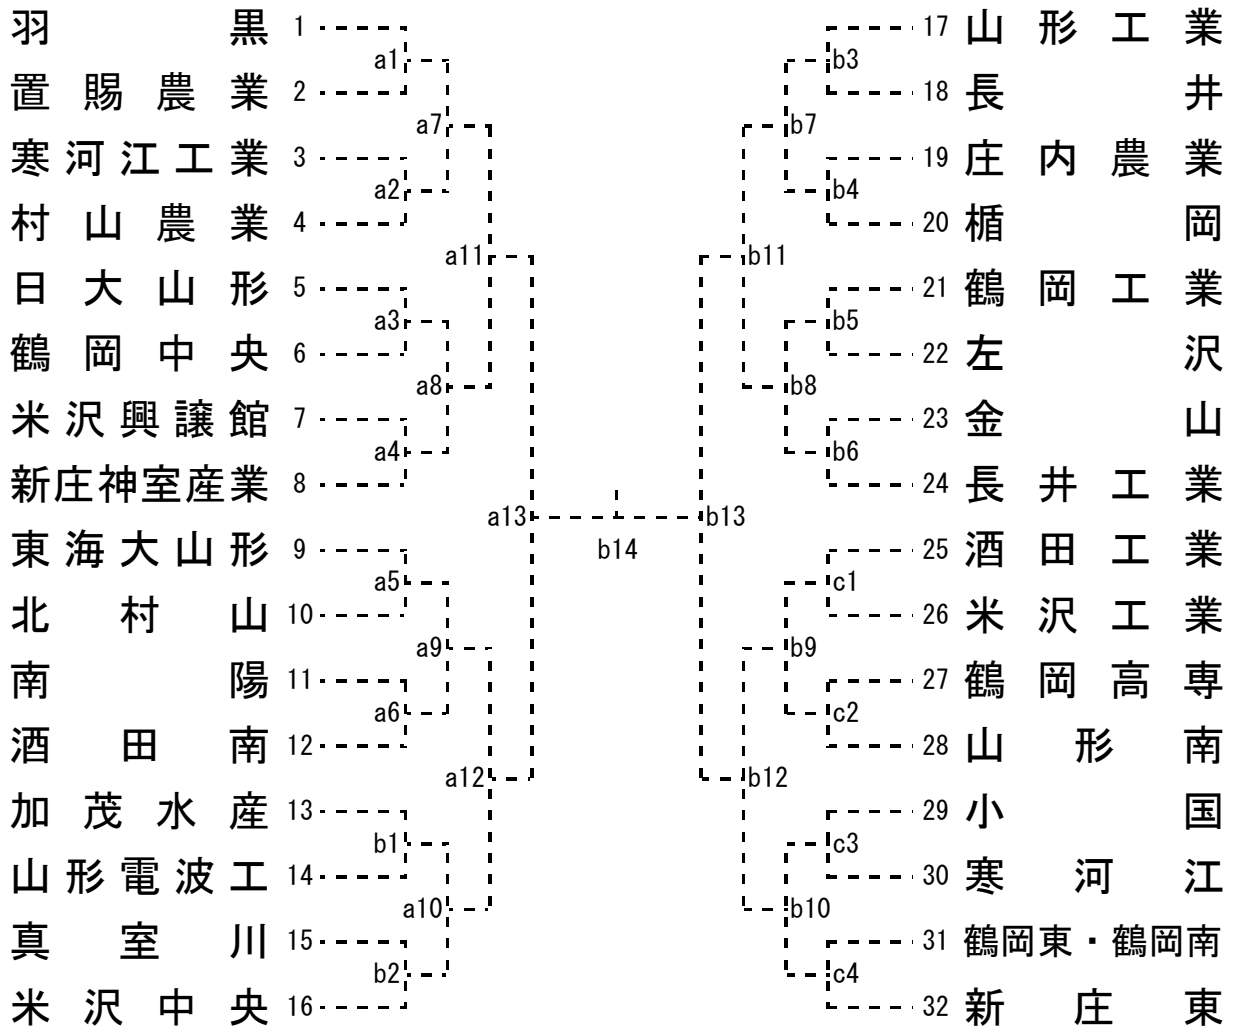 羽黒 1
a1
置賜農業 2
a7
寒河江工業 3
a2
村山農業 4
a11
日大山形 5
a3
鶴岡中央 6
a8
米沢興譲館 7
a4
新庄神室産業 8
a13
東海大山形 9
a5
北村山 10
a9
南陽 11
a6
酒田南 12
a12
加茂水産 13
b1
山形電波工 14
a10
真室川 15
b2
米沢中央 16
b14
17 山形工業
b3
18 長井
b7
19 庄内農業
b4
20 楯岡
b11
21 鶴岡工業
b5
22 左沢
b8
23 金山
b6
24 長井工業
b13
25 酒田工業
c1
26 米沢工業
b9
27 鶴岡高専
c2
28 山形南
b12
29 小国
c3
30 寒河江
b10
31 鶴岡東・鶴岡南
c4
32 新庄東